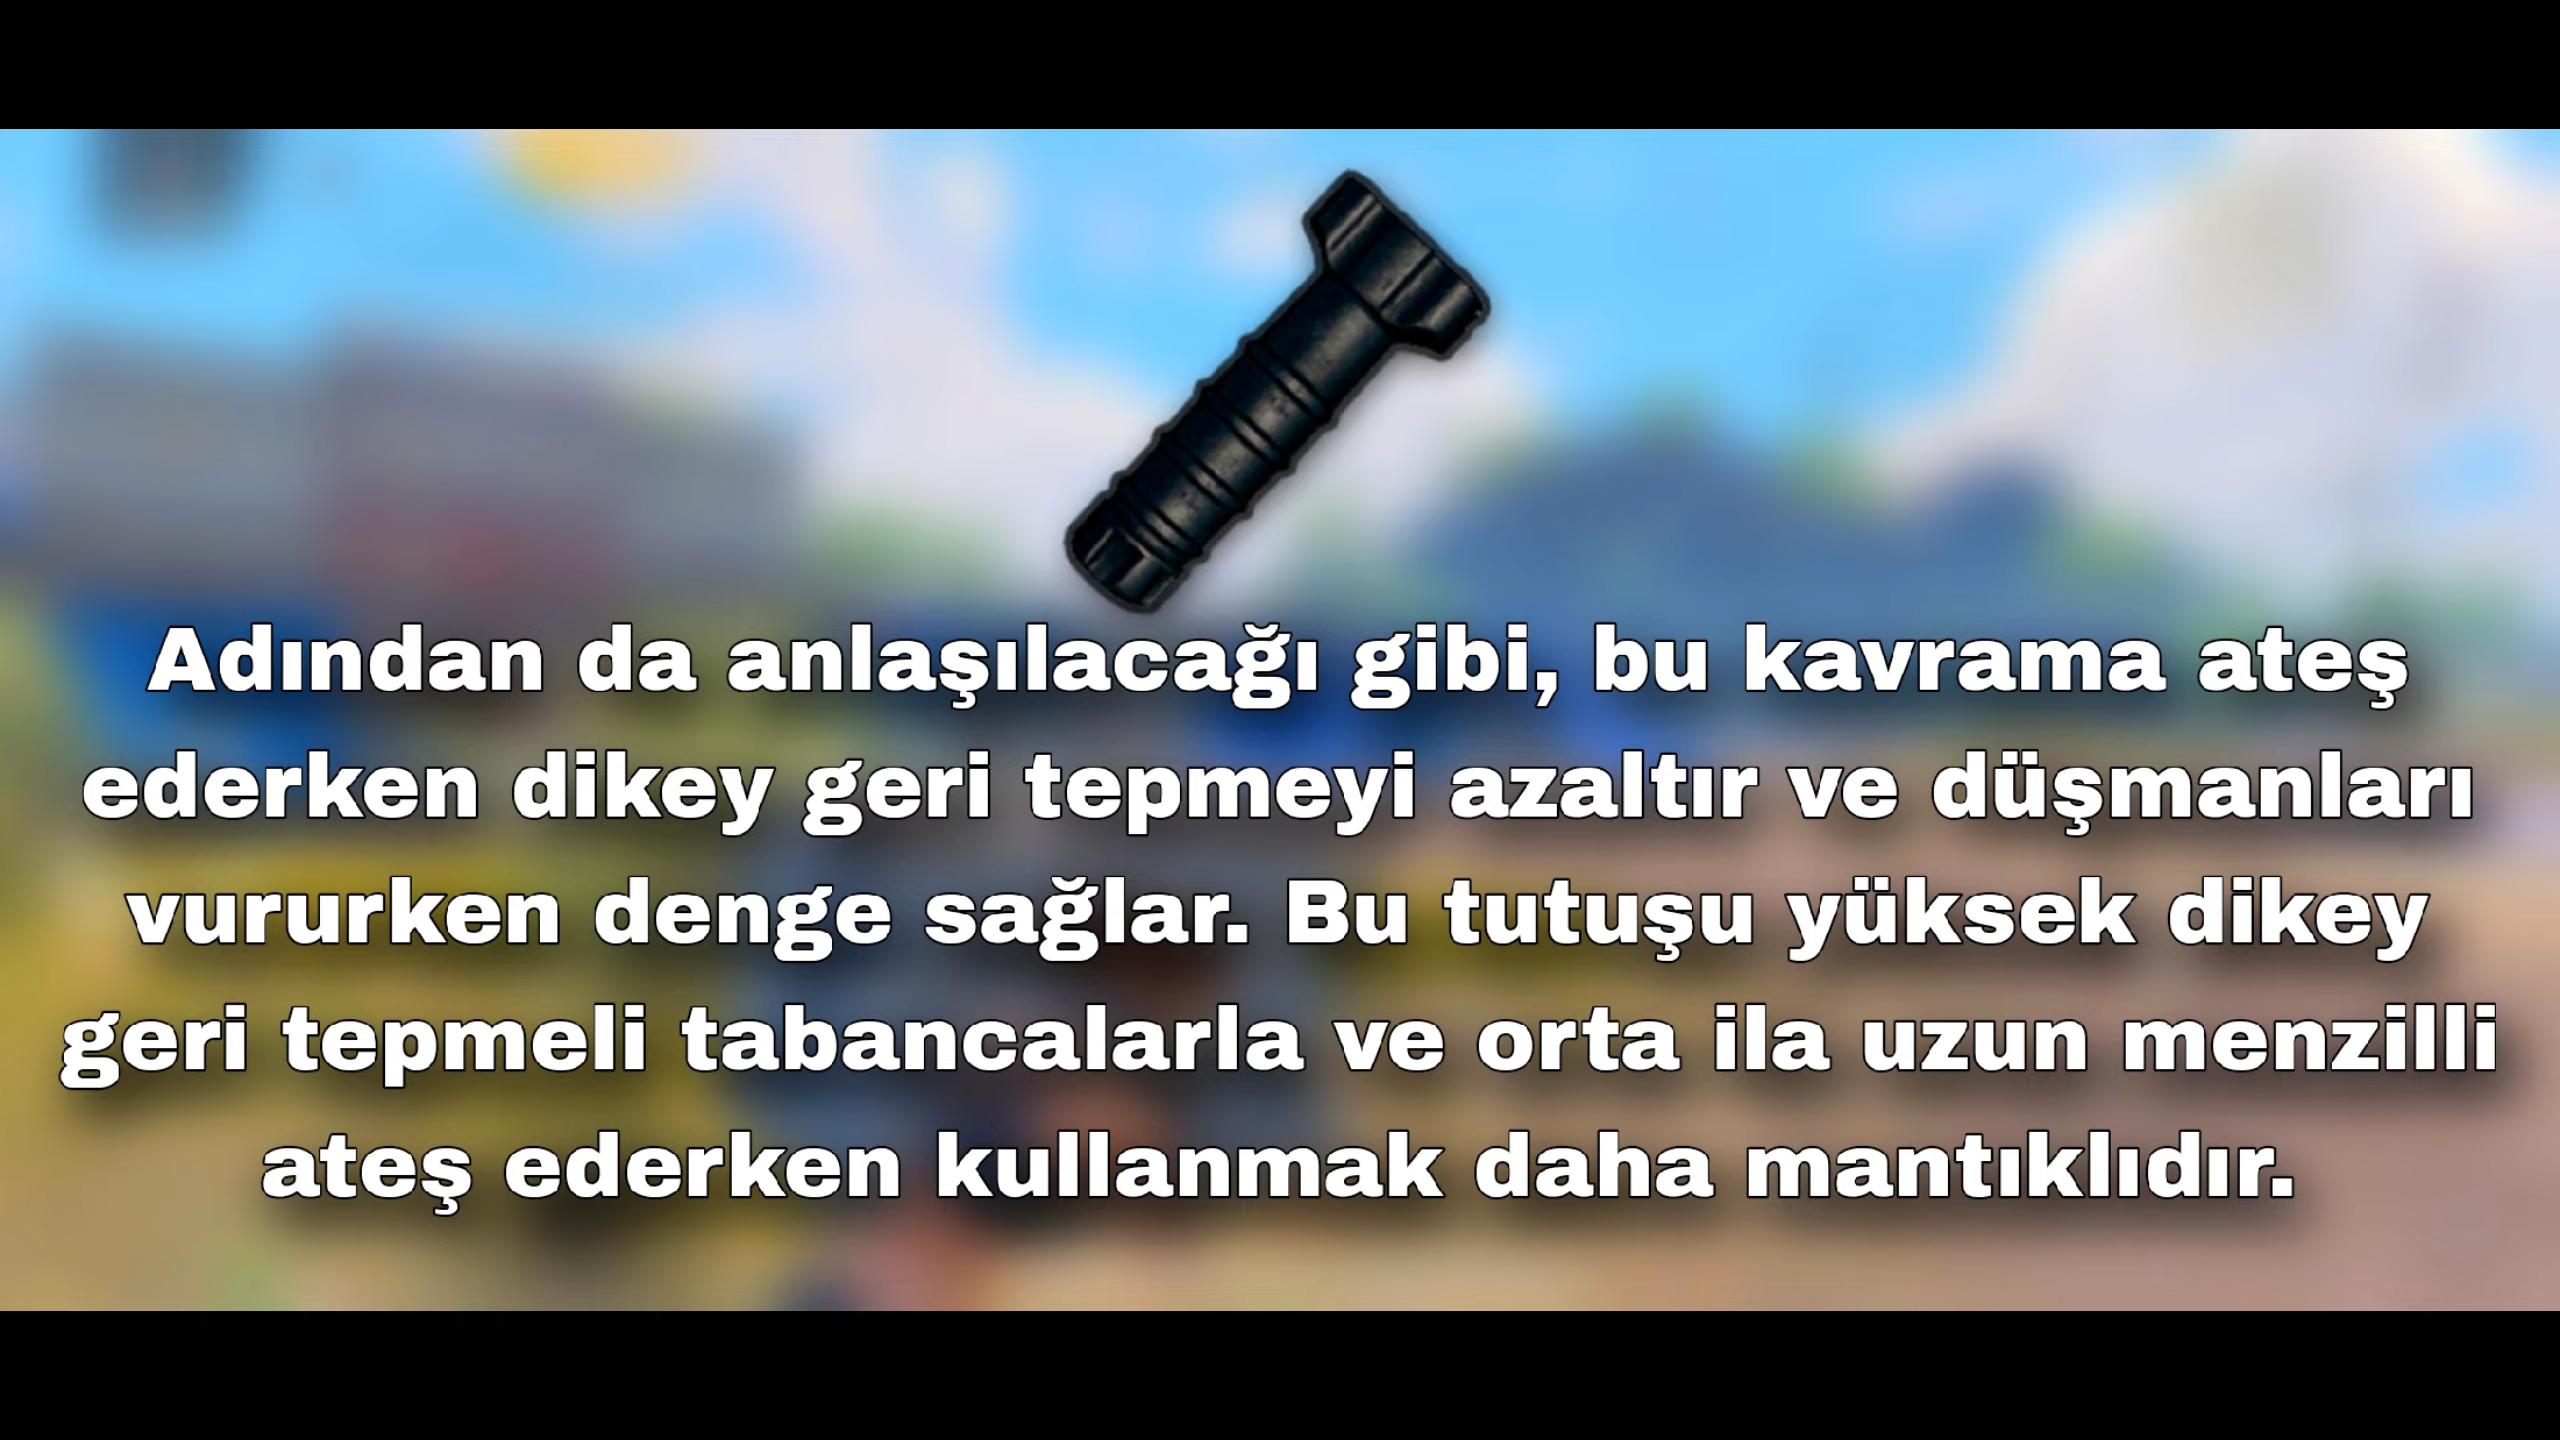 Adından da anlaşılacağı gibi, bu kavrama ateş
ederken dikey geri tepmeyi azaltır ve düşmanları
vururken denge sağlar. Bu tutuşu yüksek dikey
geri tepmeli tabancalarla ve orta ila uzun menzilli
ateş ederken kullanmak daha mantıklıdır.